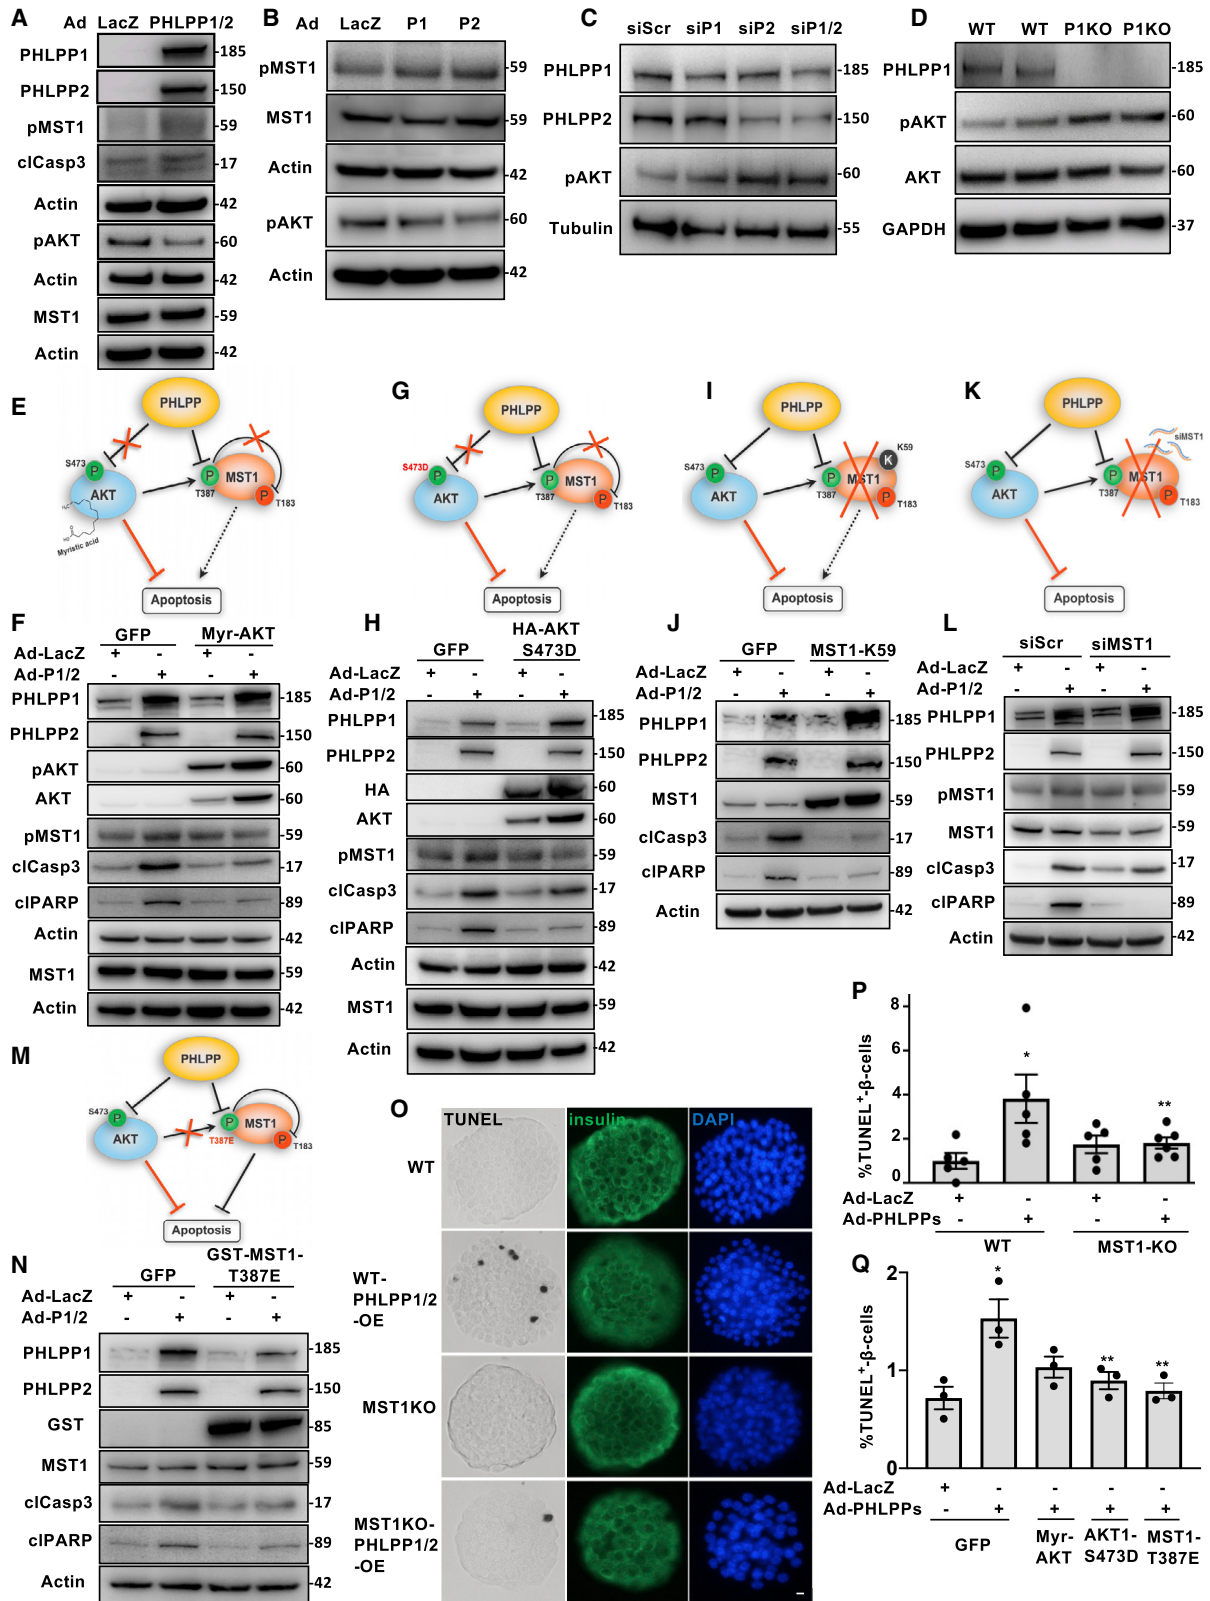 A
Ad LacZ PHLPP1/2
PHLPP1 -185
PHLPP2 -150
pMST1 -59
clCasp3 -17
Actin -42
pAKT -60
Actin -42
MST1 -59
Actin -42
B
Ad LacZ P1 P2
pMST1 -59
MST1 -59
Actin -42
pAKT -60
Actin -42
C
siScr siP1 siP2 siP1/2
PHLPP1 -185
PHLPP2 -150
pAKT -60
Tubulin -55
D
WT WT P1KO P1KO
PHLPP1 -185
pAKT -60
AKT -60
GAPDH -37
E
PHLPP
S473
P
AKT
P
T387
MST1
P
T183
Myristic acid
Apoptosis
G
PHLPP
S473D
P
AKT
P
T387
MST1
P
T183
Apoptosis
I
PHLPP
S473
P
AKT
P
T387
MST1
K
K59
P
T183
Apoptosis
K
PHLPP
siMST1
S473
P
AKT
P
T387
MST1
P
T183
Apoptosis
F
GFP Myr-AKT
Ad-LacZ + - + -
Ad-P1/2 - + - +
PHLPP1 -185
PHLPP2 -150
pAKT -60
AKT -60
pMST1 -59
clCasp3 -17
clPARP -89
Actin -42
MST1 -59
Actin -42
H
HA-AKT
GFP S473D
Ad-LacZ + - + -
Ad-P1/2 - + - +
PHLPP1 -185
PHLPP2 -150
HA -60
AKT -60
pMST1 -59
clCasp3 -17
clPARP -89
Actin -42
MST1 -59
Actin -42
J
GFP MST1-K59
Ad-LacZ + - + -
Ad-P1/2 - + - +
PHLPP1 -185
PHLPP2 -150
MST1 -59
clCasp3 -17
clPARP -89
Actin -42
L
siScr siMST1
Ad-LacZ + - + -
Ad-P1/2 - + - +
PHLPP1 -185
PHLPP2 -150
pMST1 -59
MST1 -59
clCasp3 -17
clPARP -89
Actin -42
M
PHLPP
S473
P
AKT
P
T387E
MST1
P
T183
Apoptosis
N
GST-MST1-
GFP T387E
Ad-LacZ + - + -
Ad-P1/2 - + - +
PHLPP1 -185
PHLPP2 -150
GST -85
MST1 -59
clCasp3 -17
clPARP -89
Actin -42
O
TUNEL insulin DAPI
WT
WT-
PHLPP1/2
-OE
MST1KO
MST1KO-
PHLPP1/2
-OE
P
%TUNEL+-β-cells
8
6
4
2
0
*
**
Ad-LacZ + - + -
Ad-PHLPPs - + - +
WT MST1-KO
Q
%TUNEL+-β-cells
2
1
0
*
**
**
Ad-LacZ + - - - -
Ad-PHLPPs - + + + +
GFP Myr- AKT1- MST1-
AKT S473D T387E